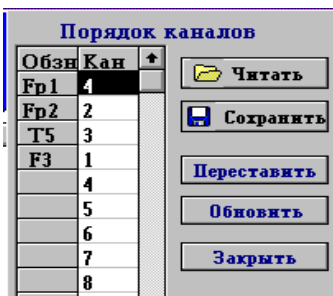 Порядок каналов
Обзн Кан
Fp1 4
Fp2 2
T5 3
F3 1
4
5
6
7
8
Читать
Сохранить
Переставить
Обновить
Закрыть